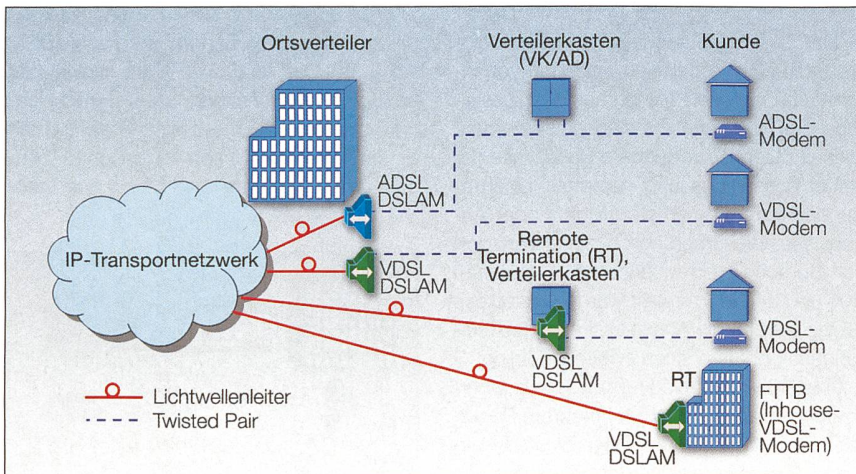 Ortsverteiler
Verteilerkasten
(VK/AD)
Kunde
ADSL-
Modem
ADSL
DSLAM
VDSL-
Modem
IP-Transportnetzwerk
VDSL
DSLAM
Remote
Termination (RT),
Verteilerkasten
VDSL-
Modem
VDSL
DSLAM
RT
FTTB
(Inhouse-
VDSL-
Modem)
VDSL
DSLAM
Lichtwellenleiter
Twisted Pair